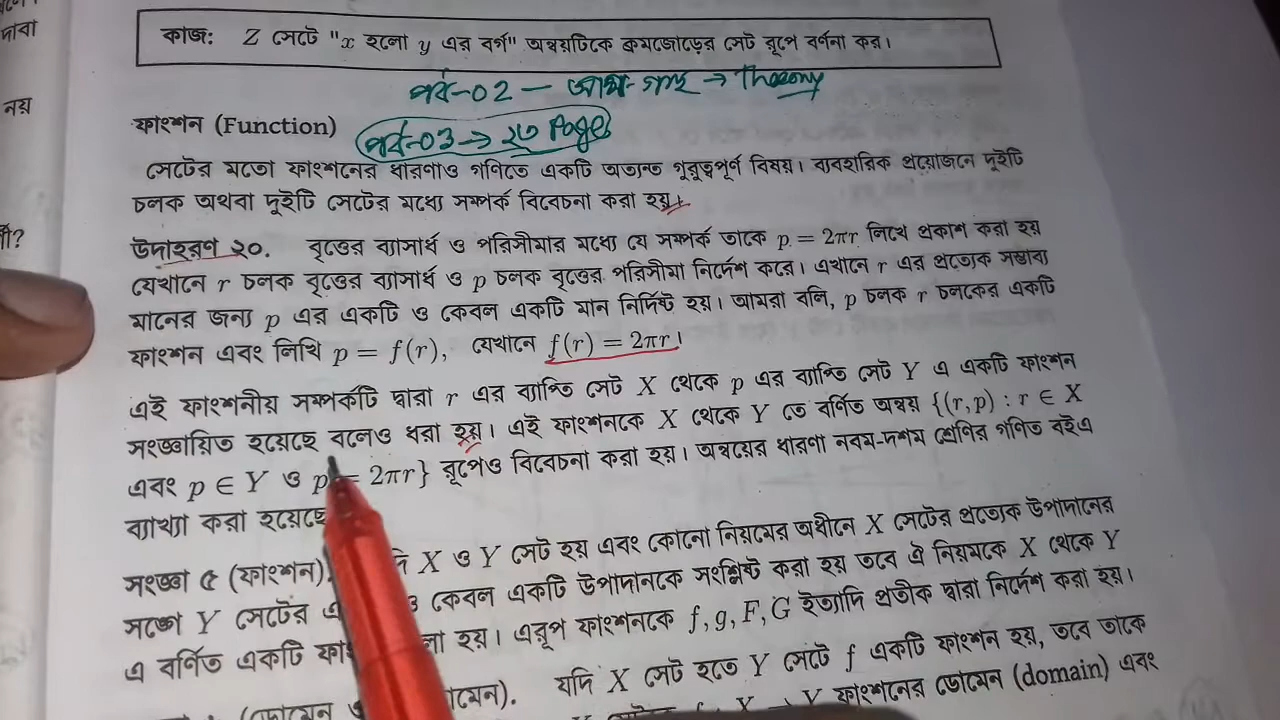 দাবা
কাজ: Z সেটে "x হলো y এর বর্গ" অন্বয়টিকে ক্রমজোড়ের সেট রূপে বর্ণনা কর।
পর্ব-02 — → Theory
নয়
ফাংশন (Function)
পর্ব-03 → ২৩ Page
সেটের মতো ফাংশনের ধারণাও গণিতে একটি অত্যন্ত গুরুত্বপূর্ণ বিষয়। ব্যবহারিক প্রয়োজনে দুইটি
চলক অথবা দুইটি সেটের মধ্যে সম্পর্ক বিবেচনা করা হয়।
উদাহরণ ২০. বৃত্তের ব্যাসার্ধ ও পরিসীমার মধ্যে যে সম্পর্ক তাকে p = 2πr লিখে প্রকাশ করা হয়
যেখানে r চলক বৃত্তের ব্যাসার্ধ ও p চলক বৃত্তের পরিসীমা নির্দেশ করে। এখানে r এর প্রত্যেক সম্ভাব্য
মানের জন্য p এর একটি ও কেবল একটি মান নির্দিষ্ট হয়। আমরা বলি, p চলক r চলকের একটি
ফাংশন এবং লিখি p = f(r), যেখানে f(r) = 2πr।
এই ফাংশনীয় সম্পর্কটি দ্বারা r এর ব্যাপ্তি সেট X থেকে p এর ব্যাপ্তি সেট Y এ একটি ফাংশন
সংজ্ঞায়িত হয়েছে বলেও ধরা হয়। এই ফাংশনকে X থেকে Y তে বর্ণিত অন্বয় {(r, p) : r ∈ X
এবং p ∈ Y ও p = 2πr} রূপেও বিবেচনা করা হয়। অন্বয়ের ধারণা নবম-দশম শ্রেণির গণিত বইএ
ব্যাখ্যা করা হয়েছে
সংজ্ঞা ৫ (ফাংশন). X ও Y সেট হয় এবং কোনো নিয়মের অধীনে X সেটের প্রত্যেক উপাদানের
সঙ্গে Y সেটের কেবল একটি উপাদানকে সংশ্লিষ্ট করা হয় তবে ঐ নিয়মকে X থেকে Y
এ বর্ণিত একটি হয়। এরূপ ফাংশনকে f, g, F, G ইত্যাদি প্রতীক দ্বারা নির্দেশ করা হয়।
যদি X সেট হতে Y সেটে f একটি ফাংশন হয়, তবে তাকে
ফাংশনের ডোমেন (domain) এবং